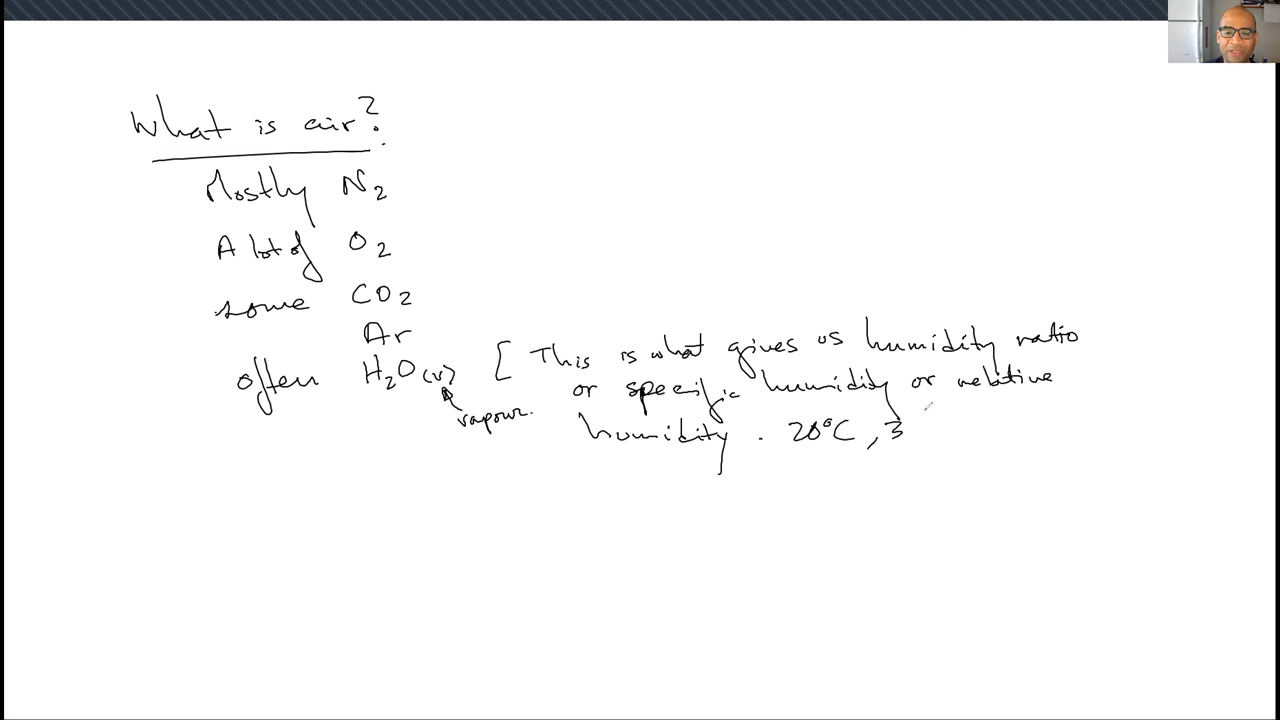 What is air?
Mostly N2
A lot of O2
some CO2
Ar
often H2O(v) [ This is what gives us humidity ratio
or specific humidity or relative
vapour.
humidity. 20°C, 3